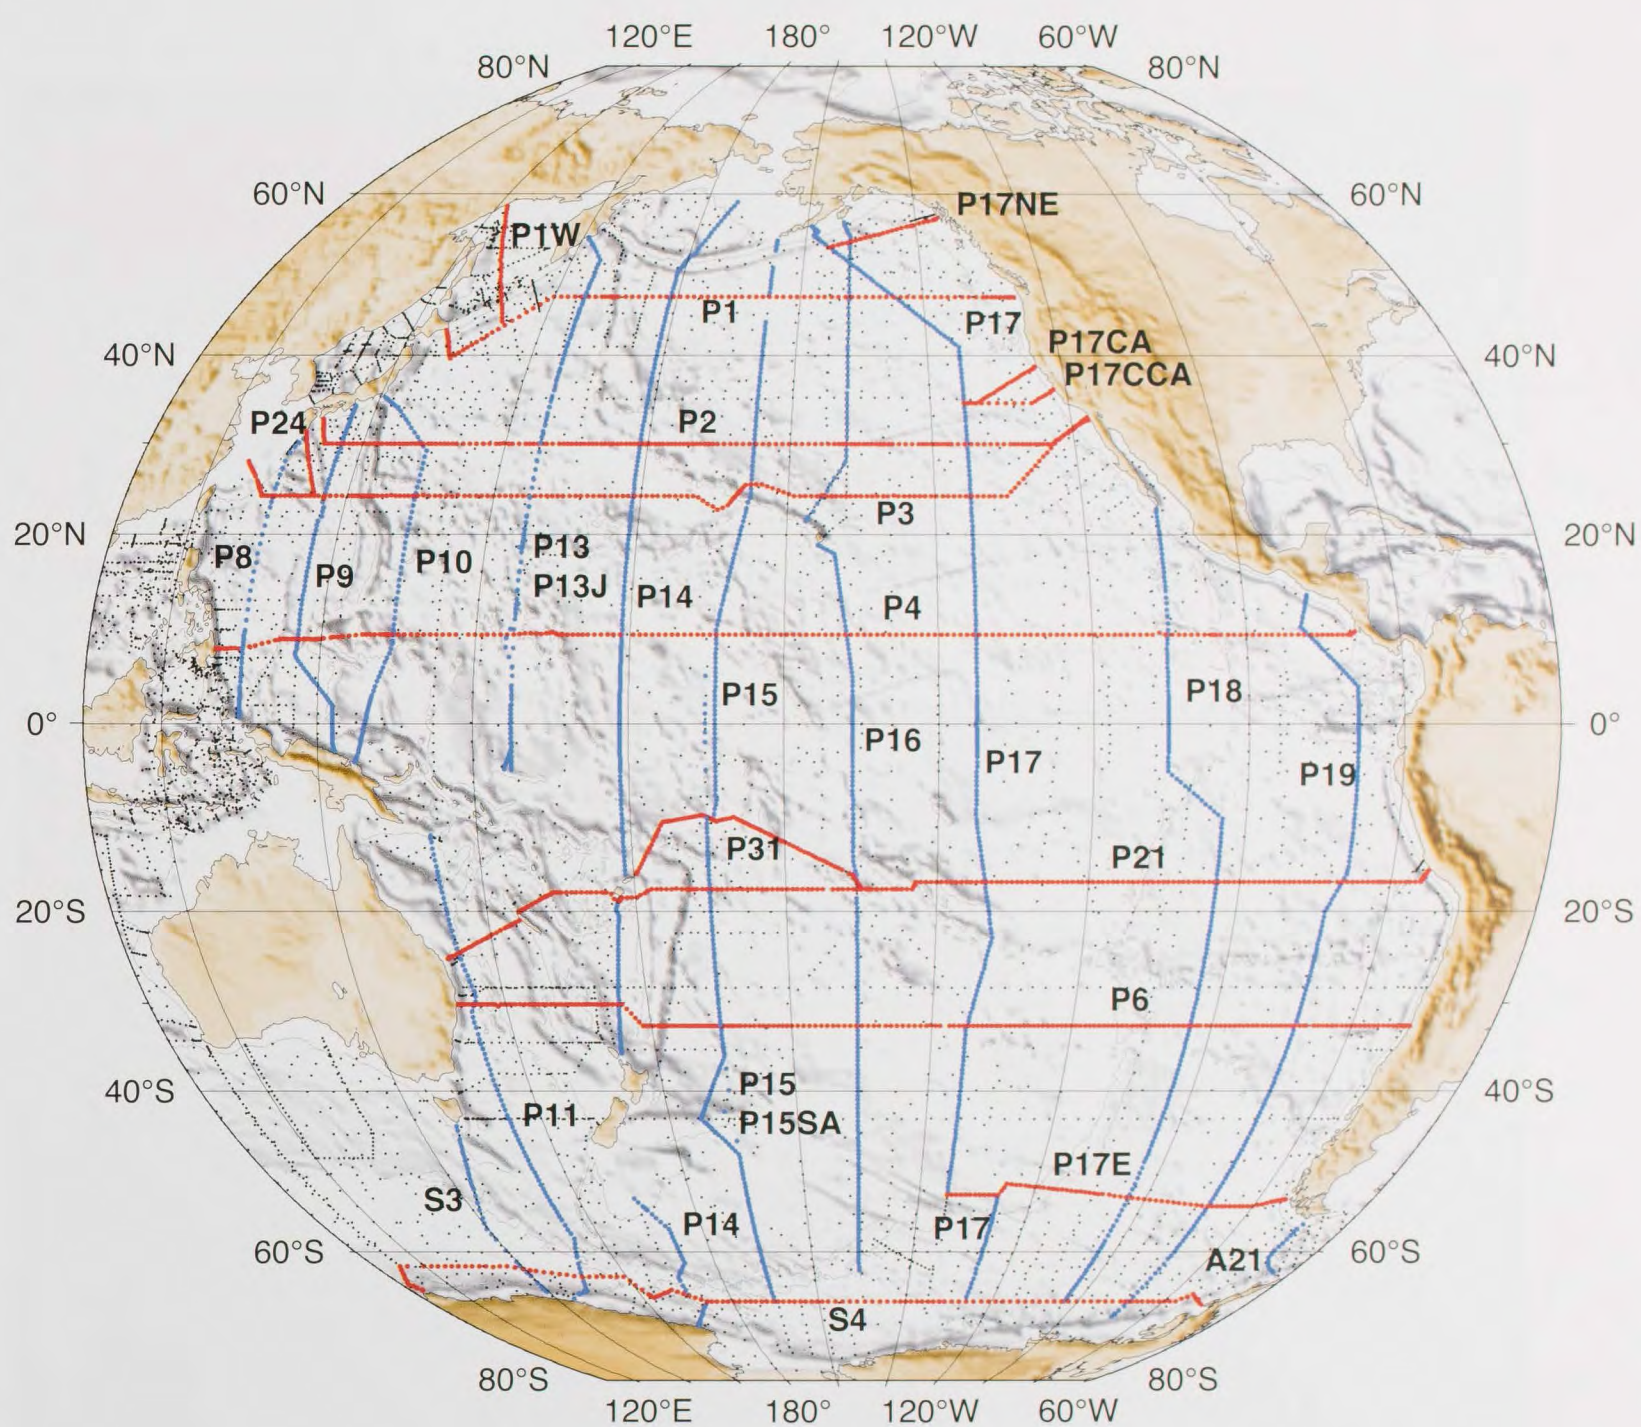 120°E 180° 120°W 60°W
80°N 80°N
60°N 60°N
P17NE
P1W
P1
P17
P17CA
40°N 40°N
P17CCA
P24 P2
P3
20°N 20°N
P8 P9 P10 P13
P13J P14 P4
P15 P18
0° 0°
P16 P17 P19
P31 P21
20°S 20°S
P6
P15
40°S 40°S
P11 P15SA
P17E
S3 P14 P17
60°S 60°S
A21
S4
80°S 80°S
120°E 180° 120°W 60°W